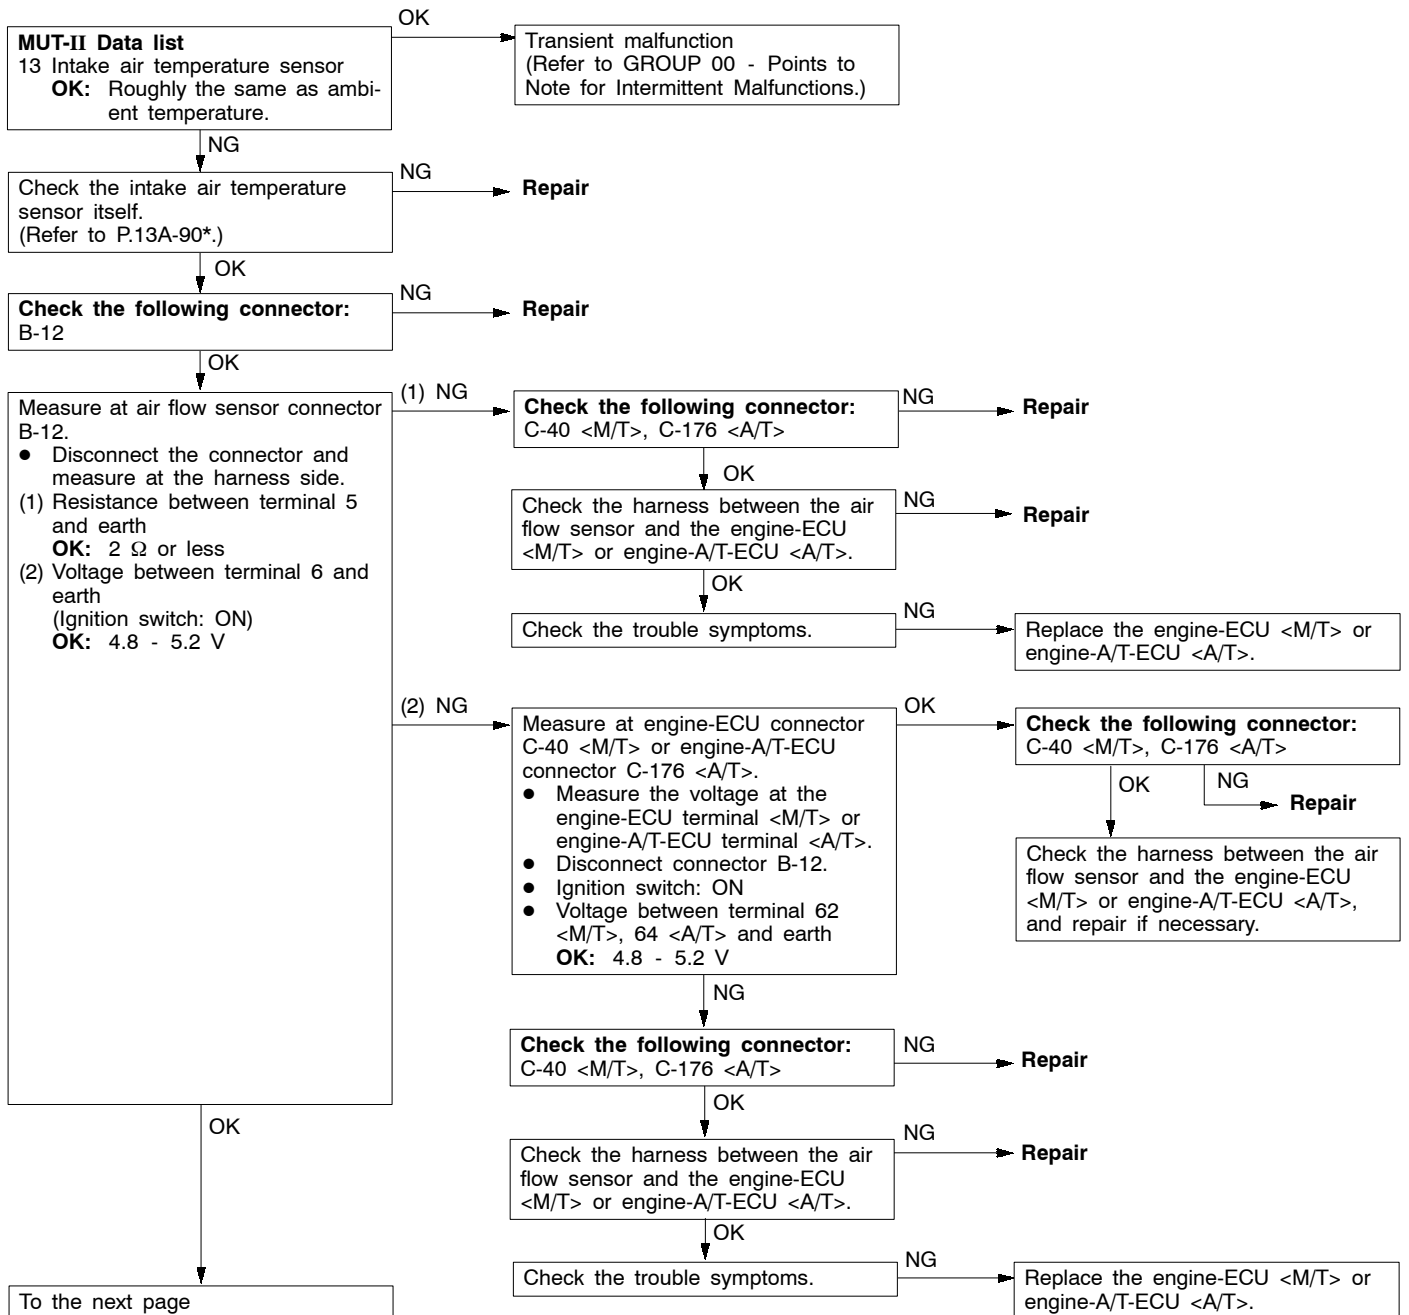 OK
MUT-II Data list
13 Intake air temperature sensor
OK: Roughly the same as ambi-
ent temperature.
Transient malfunction
(Refer to GROUP 00 - Points to
Note for Intermittent Malfunctions.)
NG
Check the intake air temperature
sensor itself.
(Refer to P.13A-90*.)
NG
Repair
OK
Check the following connector:
B-12
NG
Repair
OK
Measure at air flow sensor connector
B-12.
● Disconnect the connector and
measure at the harness side.
(1) Resistance between terminal 5
and earth
OK: 2 Ω or less
(2) Voltage between terminal 6 and
earth
(Ignition switch: ON)
OK: 4.8 - 5.2 V
(1) NG
Check the following connector:
C-40 <M/T>, C-176 <A/T>
NG
Repair
OK
Check the harness between the air
flow sensor and the engine-ECU
<M/T> or engine-A/T-ECU <A/T>.
NG
Repair
OK
Check the trouble symptoms.
NG
Replace the engine-ECU <M/T> or
engine-A/T-ECU <A/T>.
(2) NG
Measure at engine-ECU connector
C-40 <M/T> or engine-A/T-ECU
connector C-176 <A/T>.
● Measure the voltage at the
engine-ECU terminal <M/T> or
engine-A/T-ECU terminal <A/T>.
● Disconnect connector B-12.
● Ignition switch: ON
● Voltage between terminal 62
<M/T>, 64 <A/T> and earth
OK: 4.8 - 5.2 V
OK
Check the following connector:
C-40 <M/T>, C-176 <A/T>
OK
NG
Repair
Check the harness between the air
flow sensor and the engine-ECU
<M/T> or engine-A/T-ECU <A/T>,
and repair if necessary.
NG
Check the following connector:
C-40 <M/T>, C-176 <A/T>
NG
Repair
OK
Check the harness between the air
flow sensor and the engine-ECU
<M/T> or engine-A/T-ECU <A/T>.
NG
Repair
OK
Check the trouble symptoms.
NG
Replace the engine-ECU <M/T> or
engine-A/T-ECU <A/T>.
OK
To the next page